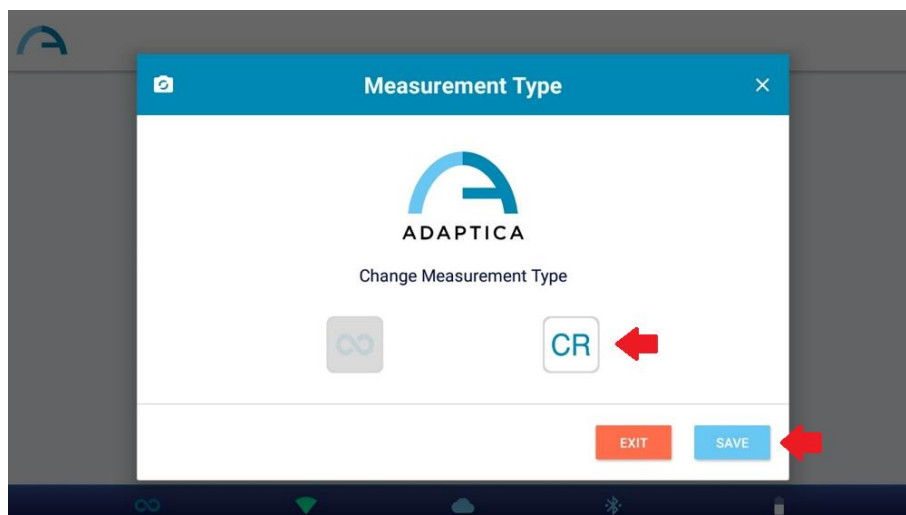 Measurement Type
ADAPTICA
Change Measurement Type
CR
EXIT SAVE